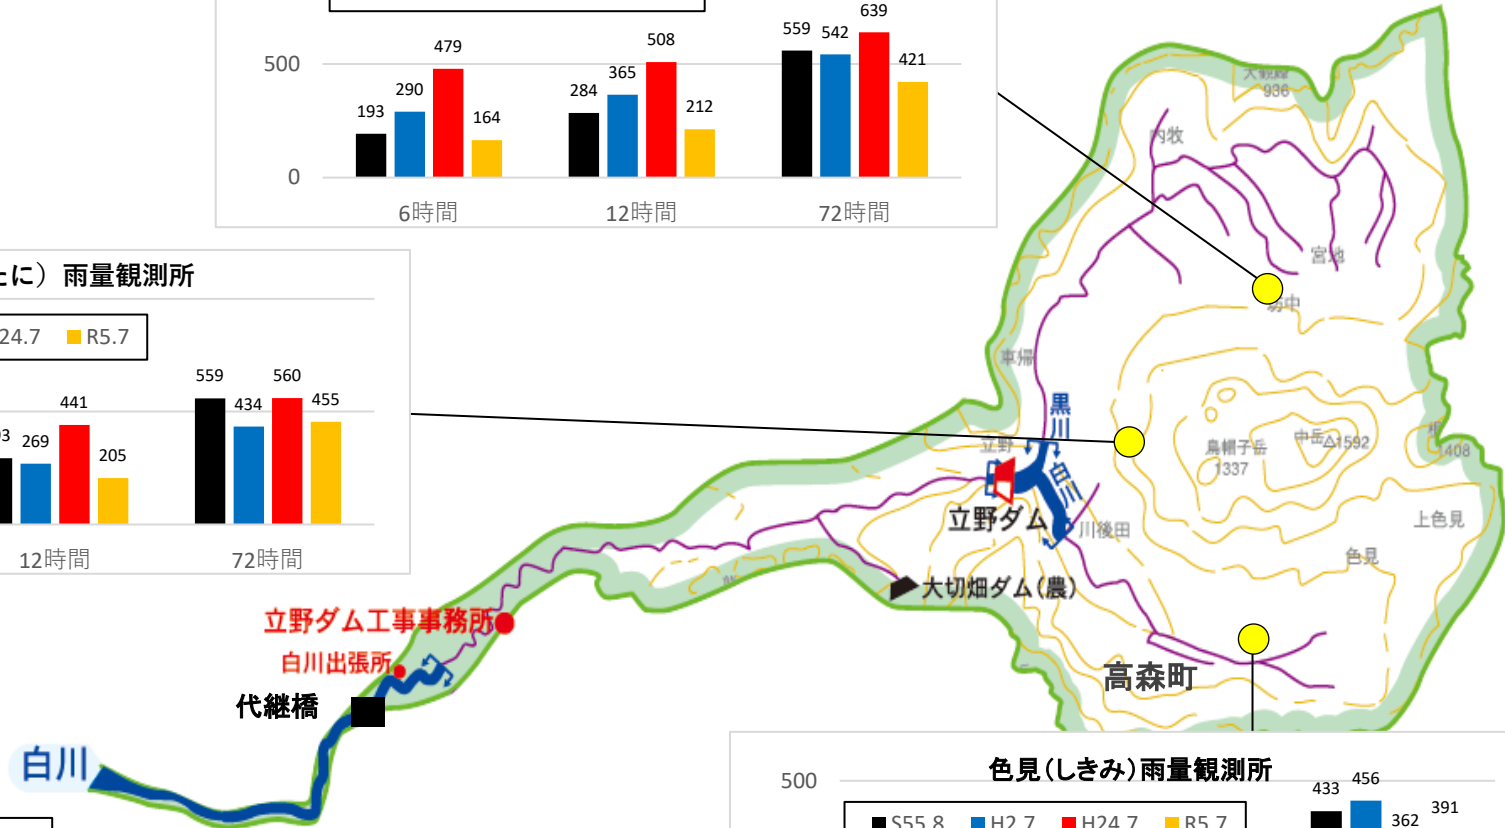 639
559
542
508
479
421
500
365
290
284
212
193
164
0
6時間
12時間
72時間
たに）雨量観測所
24.7
R5.7
559
560
434
455
441
269
205
12時間
72時間
大観峰
936
内牧
宮地
坊中
車帰
黒川
立野
白川
烏帽子岳
1337
中岳△1592
1408
立野ダム
川後田
上色見
色見
大切畑ダム(農)
立野ダム工事事務所
白川出張所
代継橋
高森町
白川
色見(しきみ)雨量観測所
500
433
456
362
391
S55.8
H2.7
H24.7
R5.7